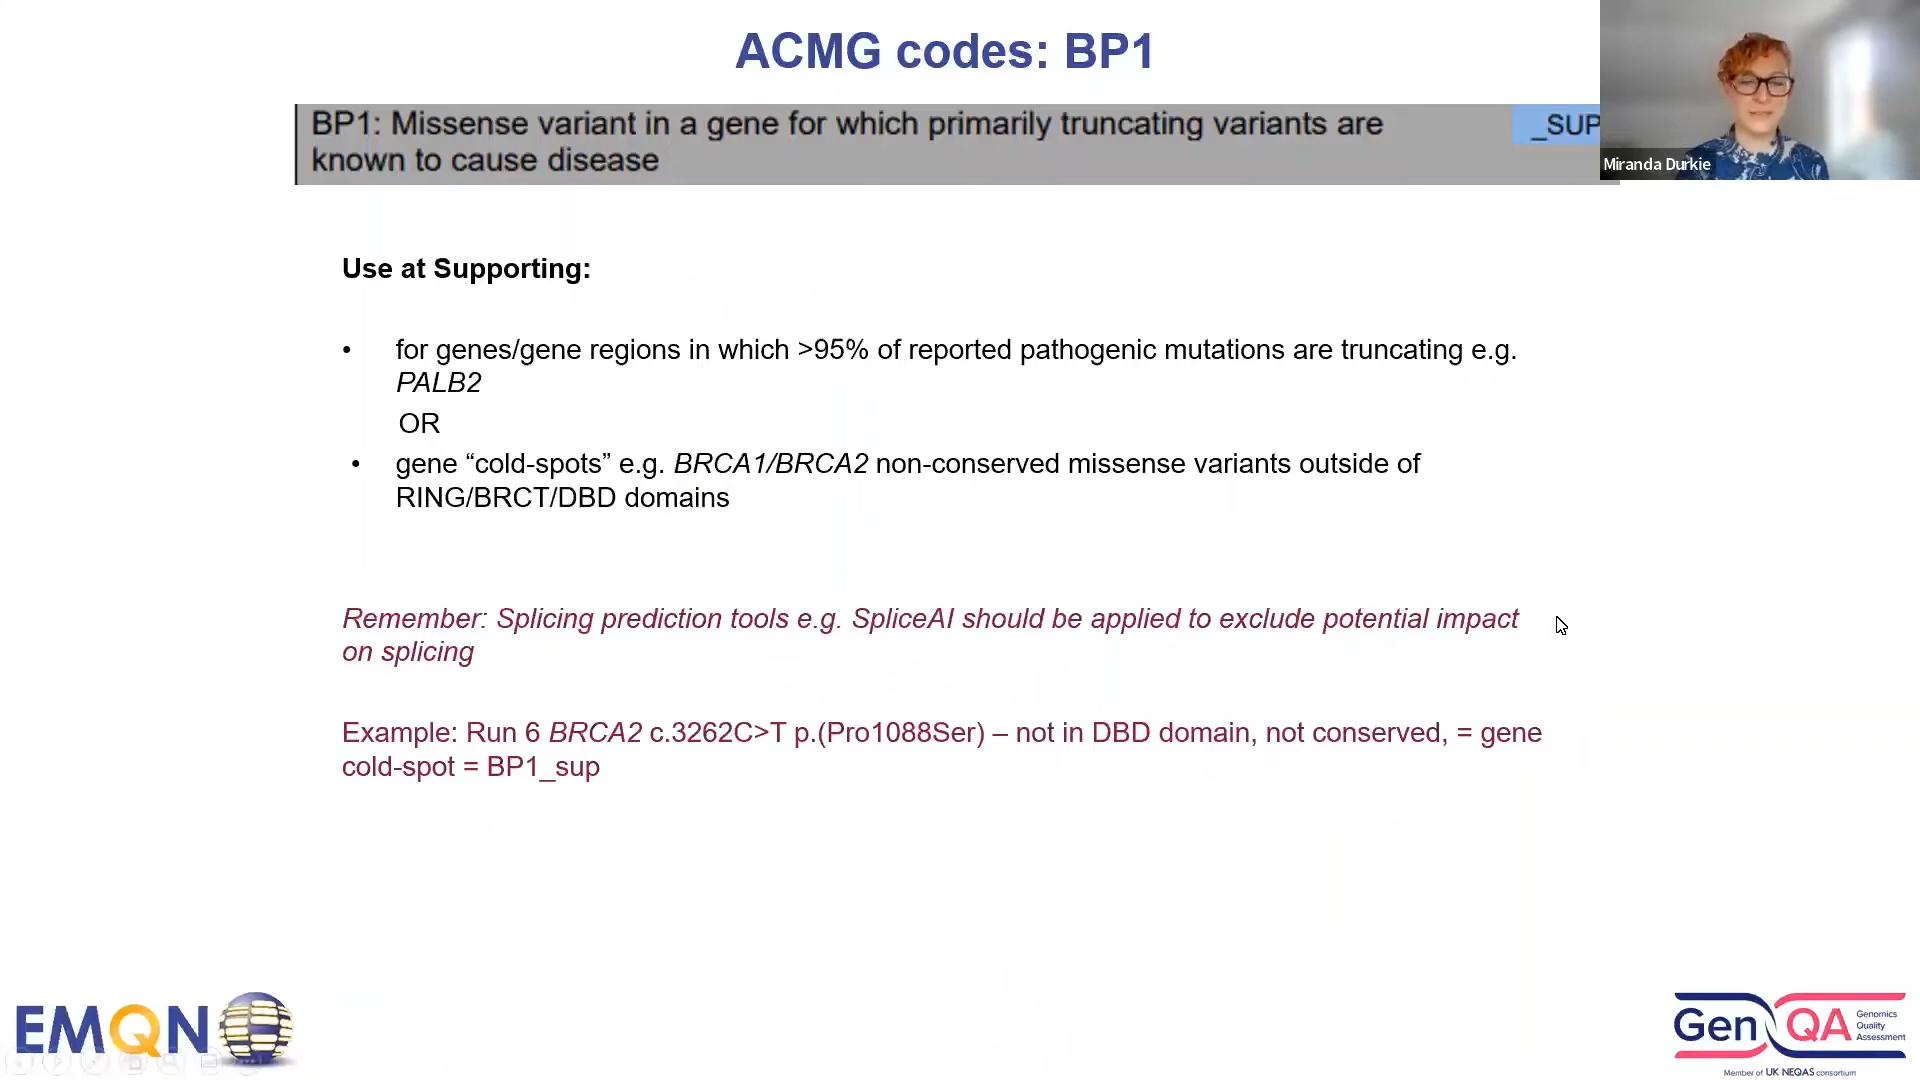 ACMG codes: BP1
BP1: Missense variant in a gene for which primarily truncating variants are
known to cause disease
_SUP
Miranda Durkie
Use at Supporting:
• for genes/gene regions in which >95% of reported pathogenic mutations are truncating e.g.
PALB2
OR
• gene “cold-spots” e.g. BRCA1/BRCA2 non-conserved missense variants outside of
RING/BRCT/DBD domains
Remember: Splicing prediction tools e.g. SpliceAI should be applied to exclude potential impact
on splicing
Example: Run 6 BRCA2 c.3262C>T p.(Pro1088Ser) – not in DBD domain, not conserved, = gene
cold-spot = BP1_sup
EMQN
GenQA
Genomics
Quality
Assessment
Member of UK NEQAS consortium